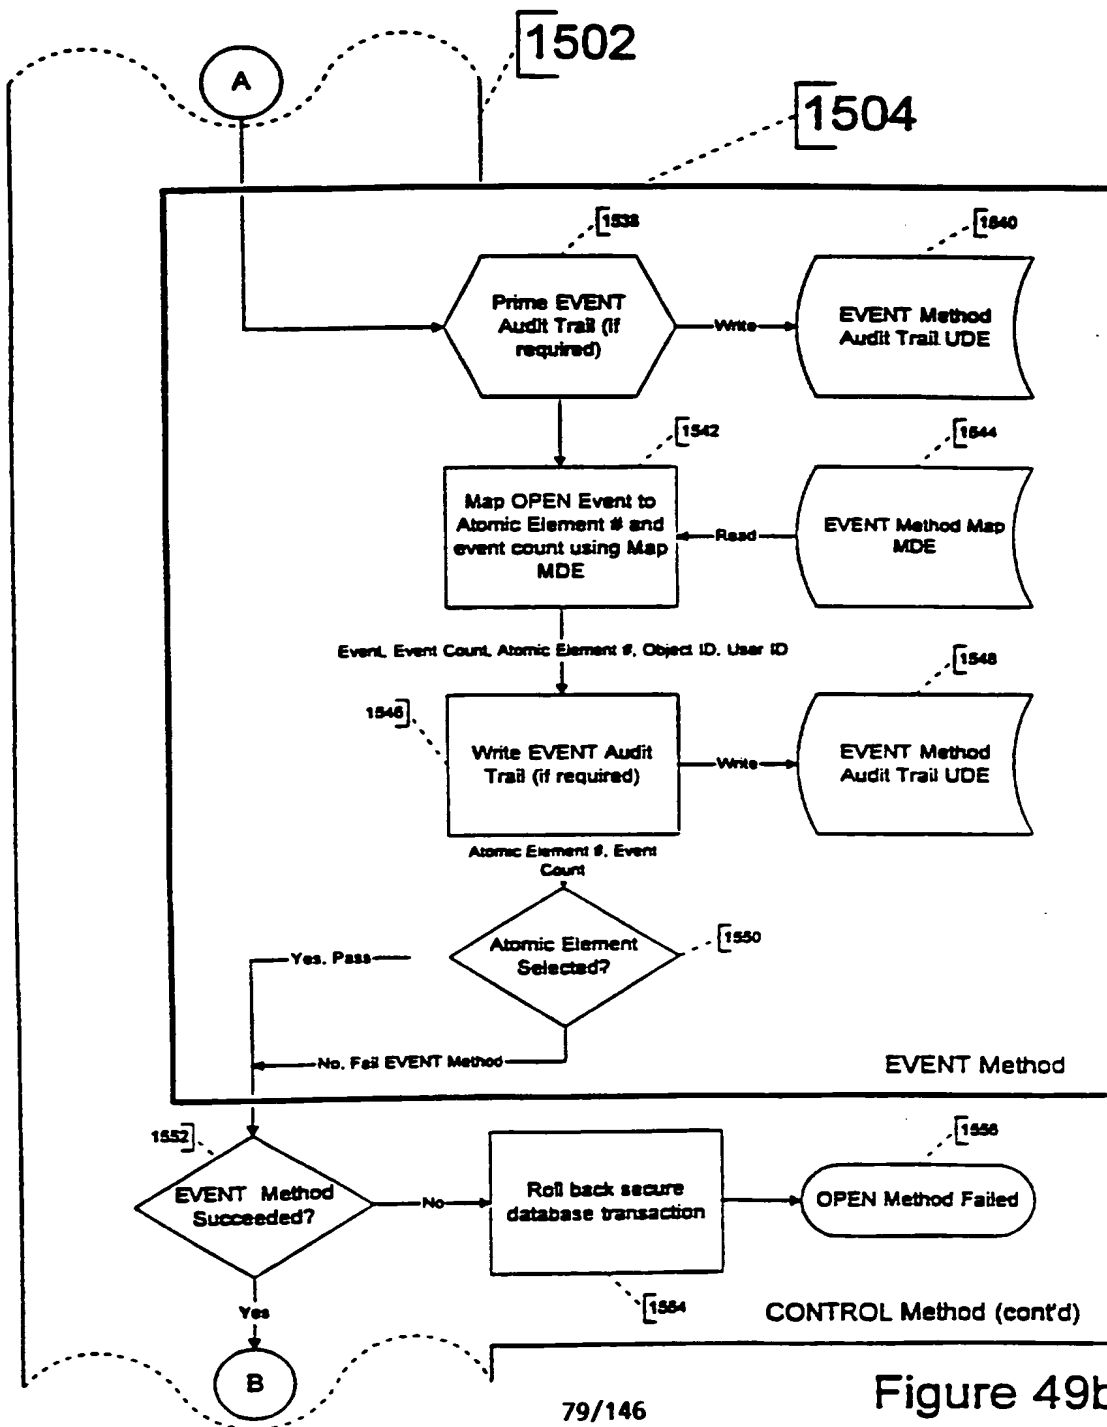 1502
A
1504
1538
1540
Prime EVENT
Audit Trail (if
required)
Write
EVENT Method
Audit Trail UDE
1542
1544
Map OPEN Event to
Atomic Element # and
event count using Map
MDE
Read
EVENT Method Map
MDE
Event, Event Count, Atomic Element #, Object ID, User ID
1546
1548
Write EVENT Audit
Trail (if required)
Write
EVENT Method
Audit Trail UDE
Atomic Element #, Event
Count
1550
Atomic Element
Selected?
Yes, Pass
No, Fail EVENT Method
EVENT Method
1552
1556
EVENT Method
Succeeded?
No
Roll back secure
database transaction
OPEN Method Failed
1554
Yes
CONTROL Method (cont'd)
B
Figure 49b
79/146